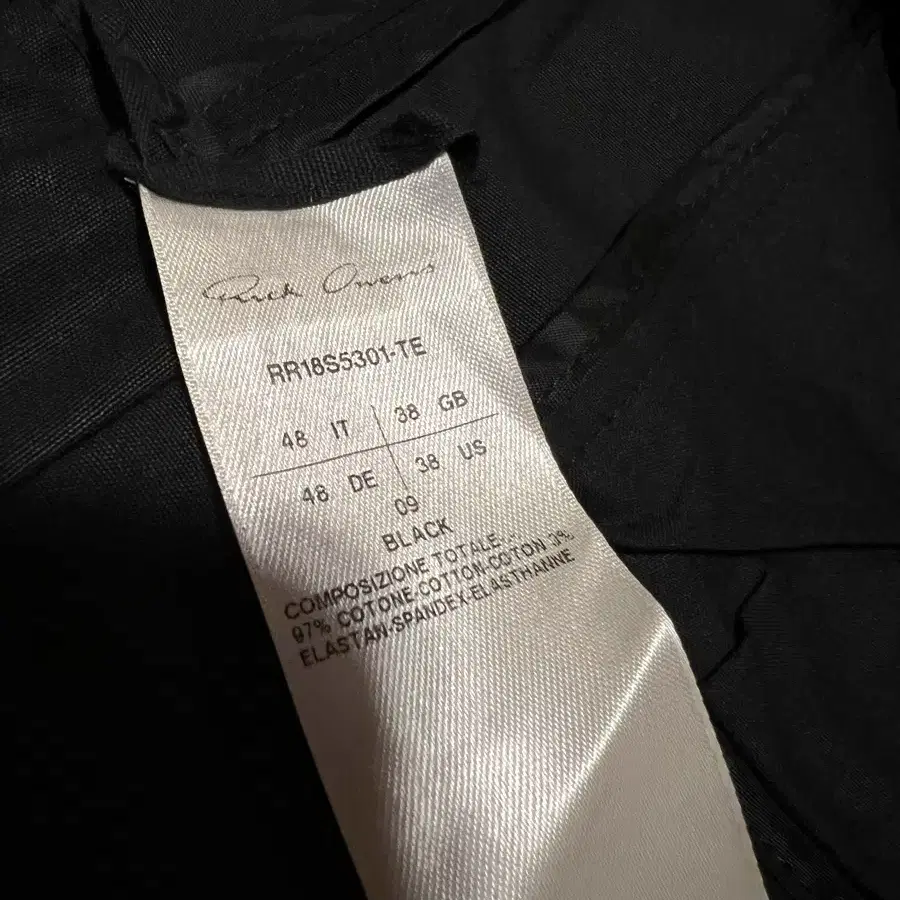 Rick Owens
RR18S5301-TE
48 IT 38 GB
48 DE 38 US
09
BLACK
COMPOSIZIONE TOTALE..
97% COTONE-COTTON-COTON 3%
ELASTAN-SPANDEX-ELASTHANNE